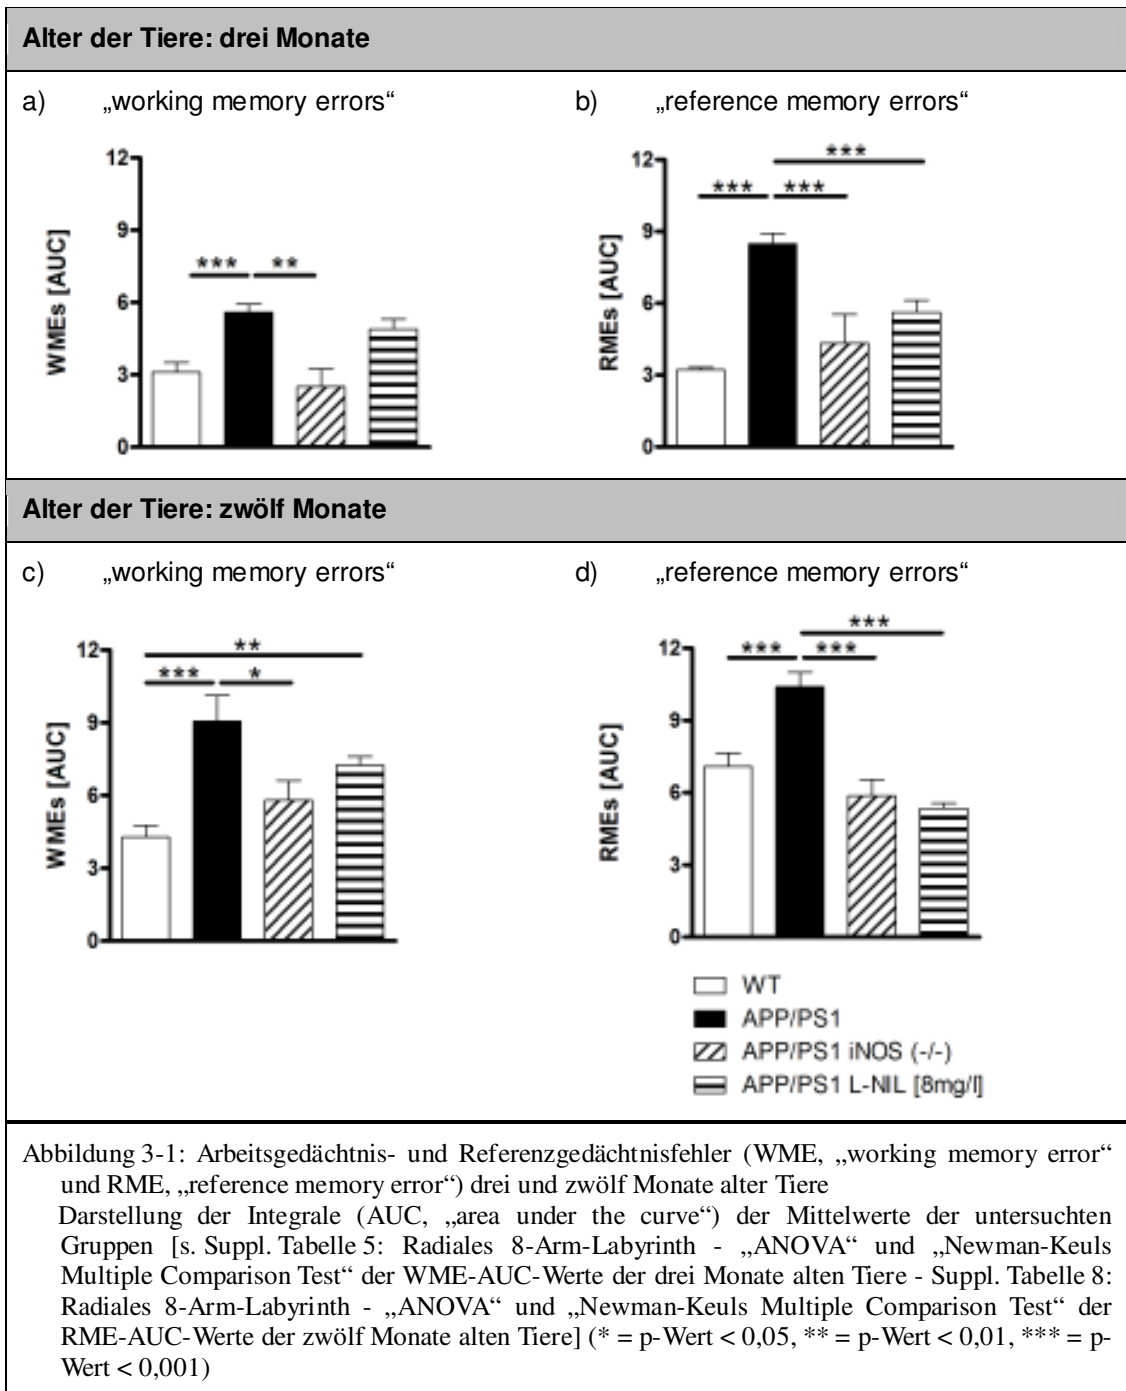 Alter der Tiere: drei Monate
a) „working memory errors“
b) „reference memory errors“
12
9
6
3
0
WMEs [AUC]
*** **
12
9
6
3
0
RMEs [AUC]
***
*** ***
Alter der Tiere: zwölf Monate
c) „working memory errors“
d) „reference memory errors“
12
9
6
3
0
WMEs [AUC]
**
*** *
12
9
6
3
0
RMEs [AUC]
***
*** ***
WT
APP/PS1
APP/PS1 iNOS (-/-)
APP/PS1 L-NIL [8mg/l]
Abbildung 3-1: Arbeitsgedächtnis- und Referenzgedächtnisfehler (WME, „working memory error“
und RME, „reference memory error“) drei und zwölf Monate alter Tiere
Darstellung der Integrale (AUC, „area under the curve“) der Mittelwerte der untersuchten
Gruppen [s. Suppl. Tabelle 5: Radiales 8-Arm-Labyrinth - „ANOVA“ und „Newman-Keuls
Multiple Comparison Test“ der WME-AUC-Werte der drei Monate alten Tiere - Suppl. Tabelle 8:
Radiales 8-Arm-Labyrinth - „ANOVA“ und „Newman-Keuls Multiple Comparison Test“ der
RME-AUC-Werte der zwölf Monate alten Tiere] (* = p-Wert < 0,05, ** = p-Wert < 0,01, *** = p-
Wert < 0,001)